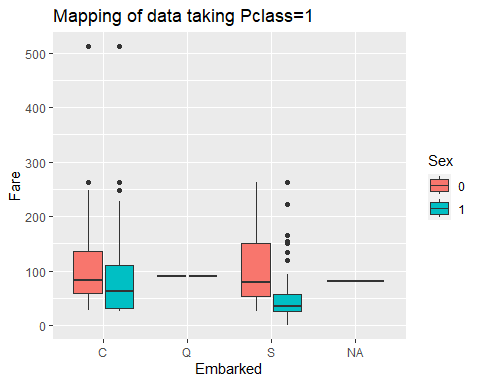 Mapping of data taking Pclass=1
500
400
300
200
100
0
Fare
C Q S NA
Embarked
Sex
0
1